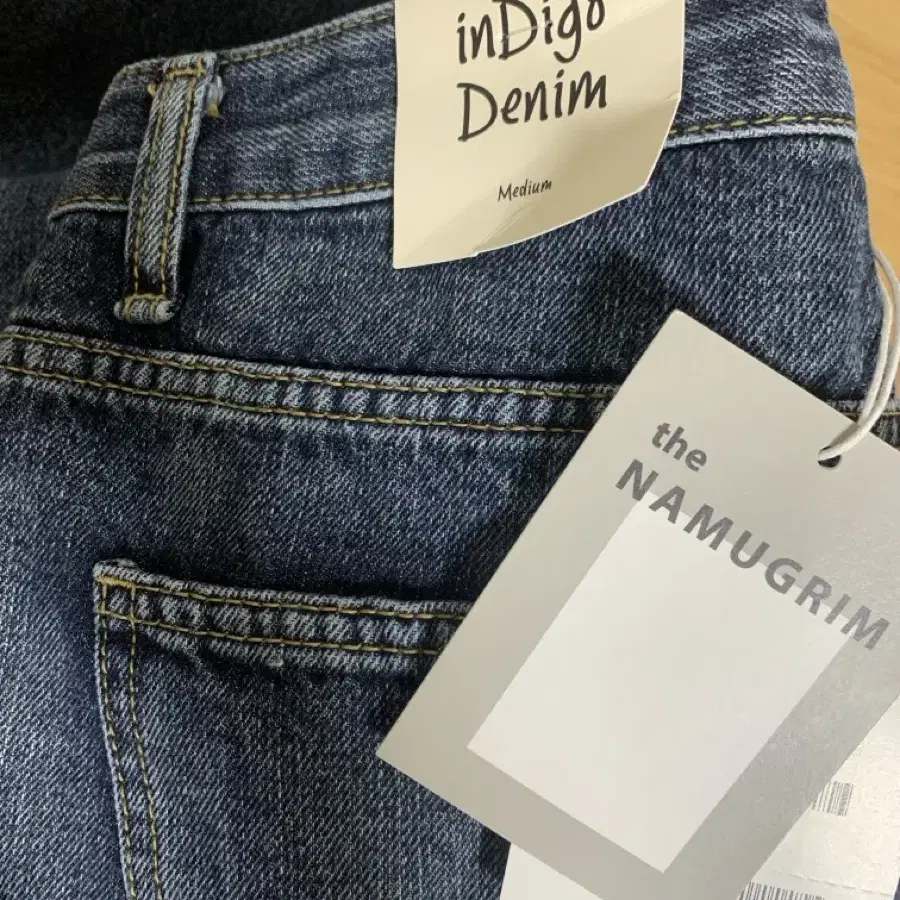 inDigo
Denim
Medium
the
NAMUGRIM